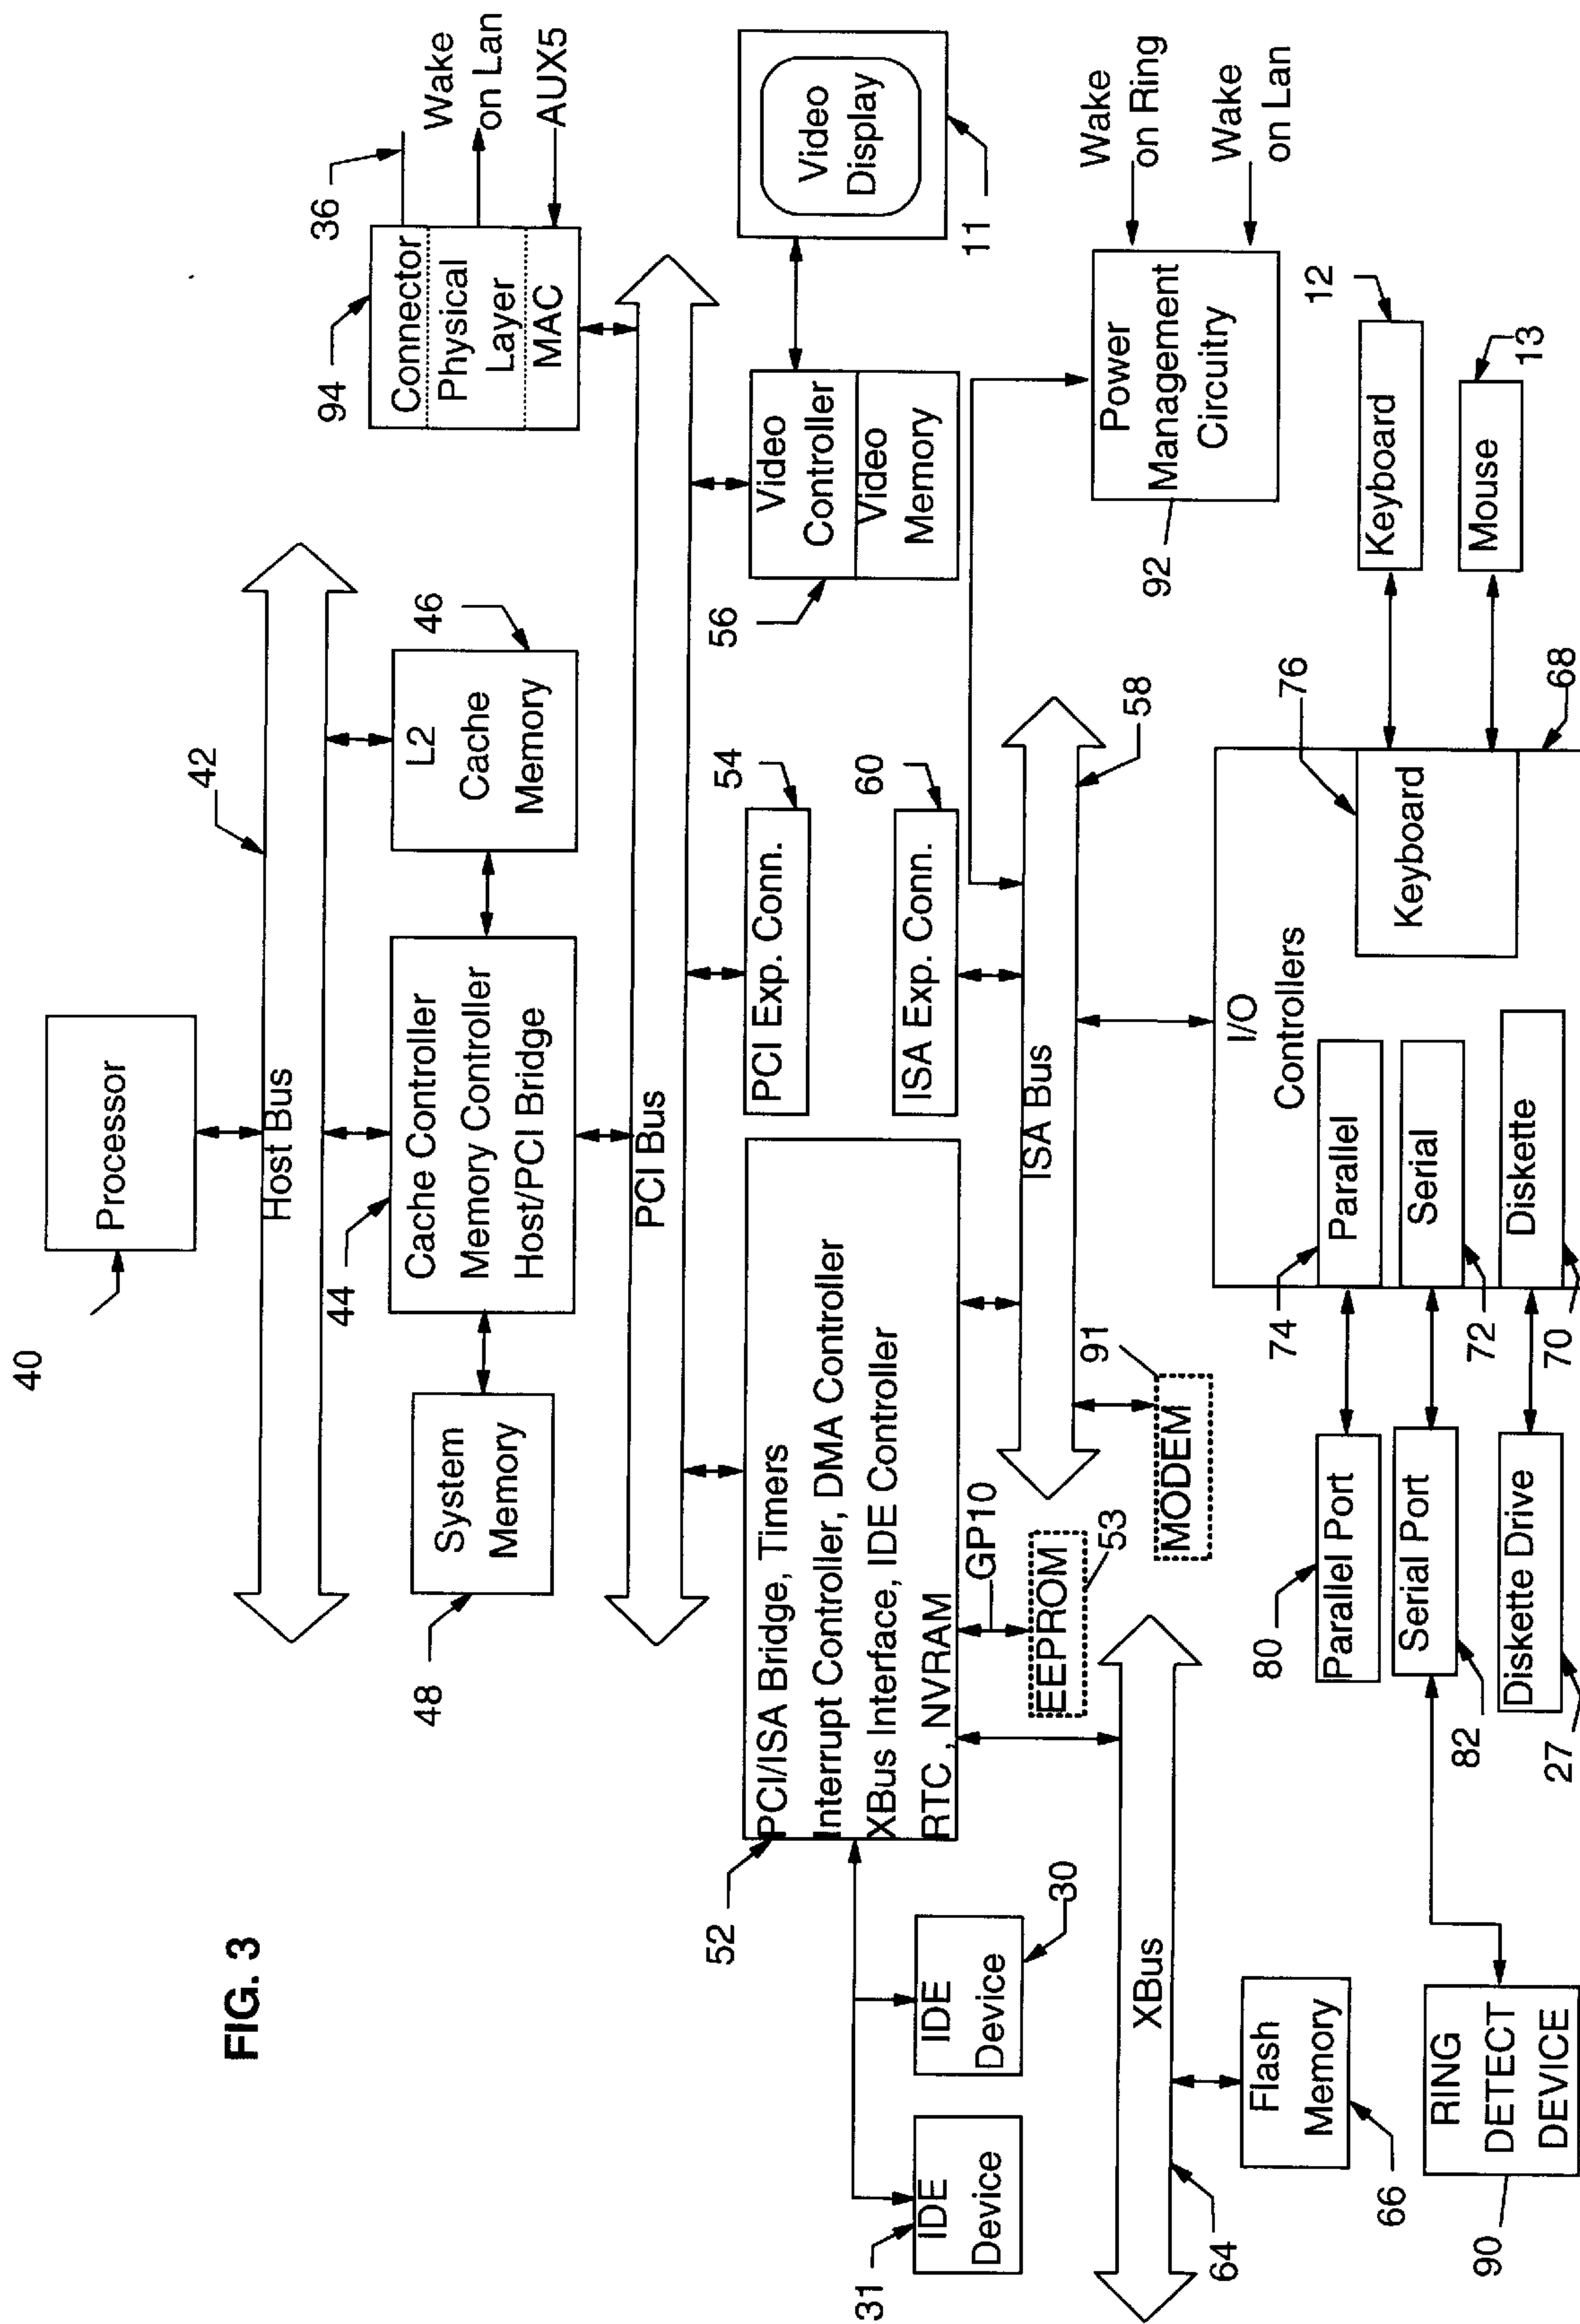 FIG. 3
40
Processor
42
Host Bus
48
System
Memory
44
Cache Controller
Memory Controller
Host/PCI Bridge
L2
Cache
Memory
46
94
Connector
Physical
Layer
MAC
36
Wake
on Lan
AUX5
PCI Bus
52
PCI/ISA Bridge, Timers
Interrupt Controller, DMA Controller
XBus Interface, IDE Controller
RTC , NVRAM
PCI Exp. Conn.
54
56
Video
Controller
Video
Memory
Video
Display
11
31
IDE
Device
IDE
Device
30
ISA Exp. Conn.
60
GP10
EEPROM
53
ISA Bus
58
MODEM
91
Power
Management
Circuitry
92
Wake
on Ring
Wake
on Lan
XBus
64
Flash
Memory
66
I/O
Controllers
74
Parallel
Serial
72
Diskette
70
76
Keyboard
68
Keyboard
12
Mouse
13
80
Parallel Port
Serial Port
82
Diskette Drive
27
RING
DETECT
DEVICE
90